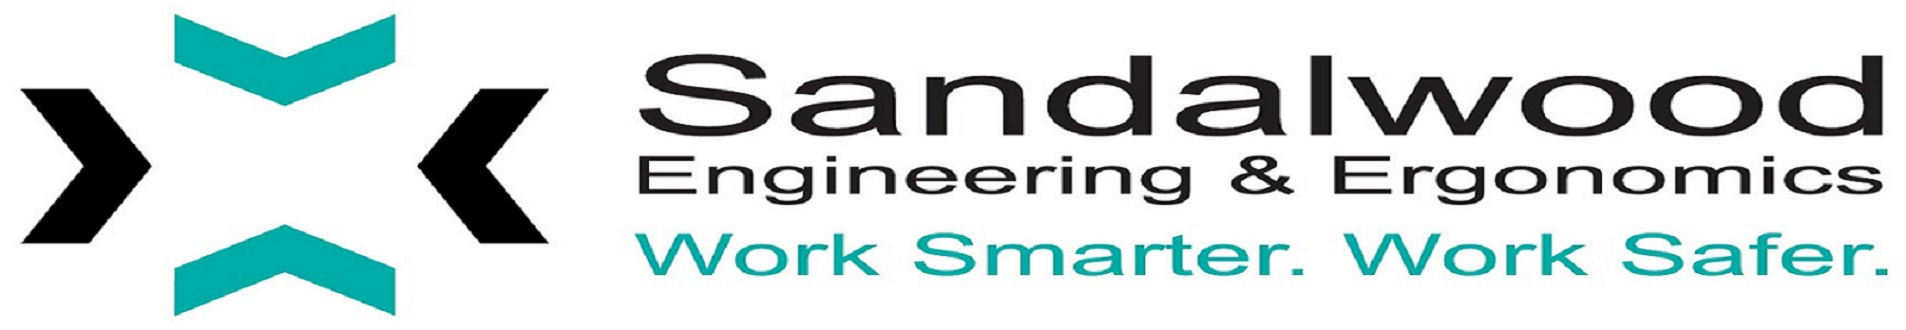 Sandalwood
Engineering & Ergonomics
Work Smarter. Work Safer.